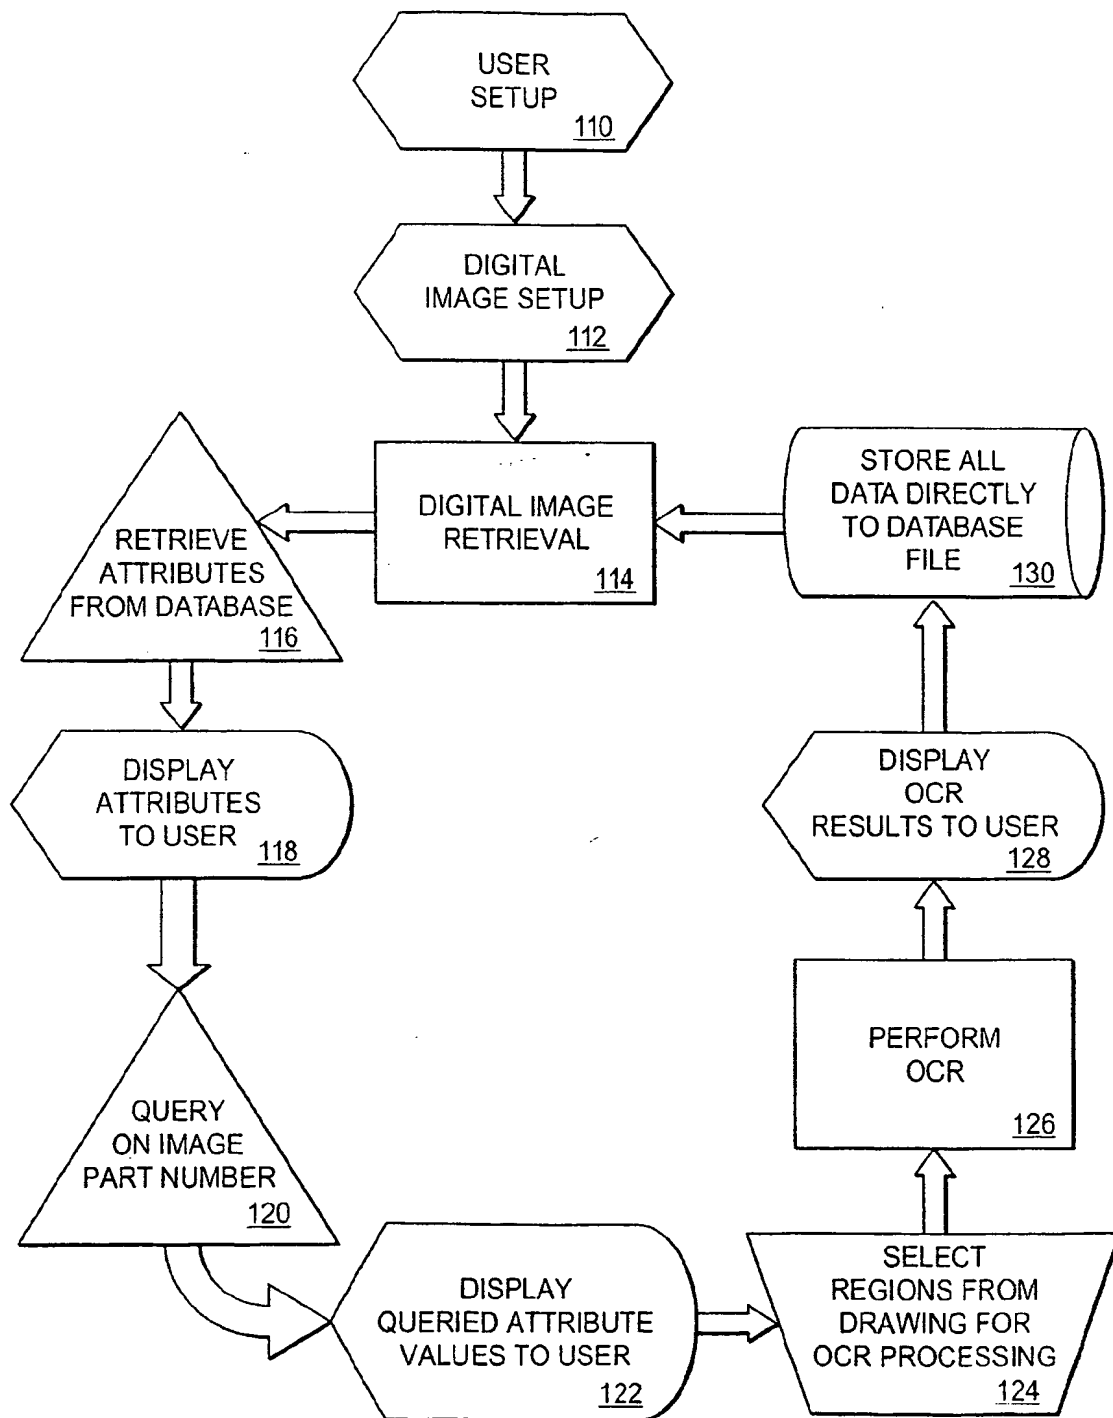 USER
SETUP
110
DIGITAL
IMAGE SETUP
112
DIGITAL IMAGE
RETRIEVAL
114
STORE ALL
DATA DIRECTLY
TO DATABASE
FILE
130
RETRIEVE
ATTRIBUTES
FROM DATABASE
116
DISPLAY
ATTRIBUTES
TO USER
118
DISPLAY
OCR
RESULTS TO USER
128
QUERY
ON IMAGE
PART NUMBER
120
PERFORM
OCR
126
DISPLAY
QUERIED ATTRIBUTE
VALUES TO USER
122
SELECT
REGIONS FROM
DRAWING FOR
OCR PROCESSING
124